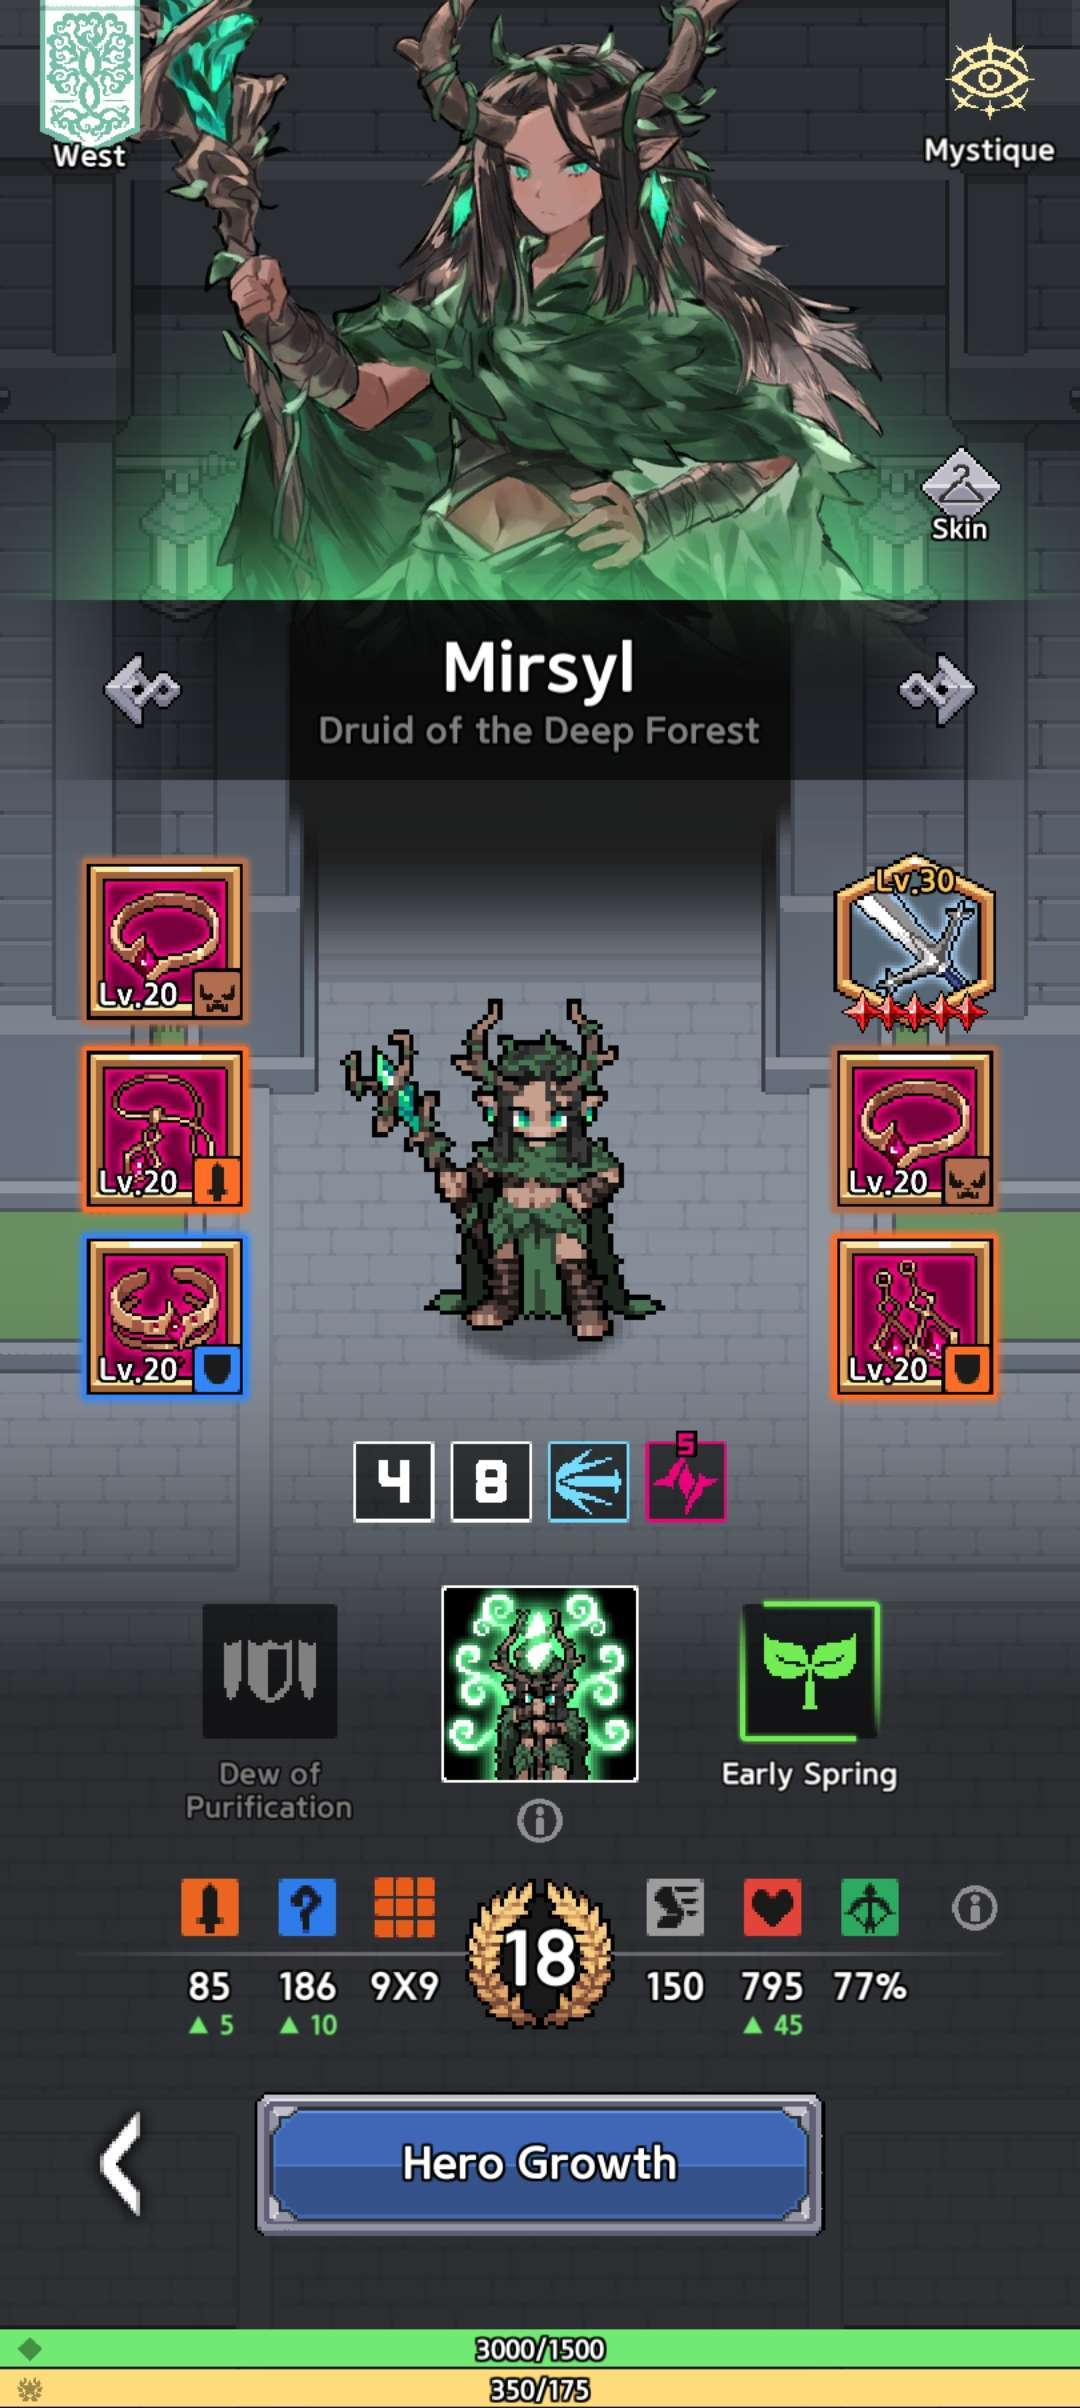 West
Mystique
Skin
Mirsyl
Druid of the Deep Forest
Lv.30
Lv.20
Lv.20
Lv.20
Lv.20
Lv.20
4 8 5
Dew of
Purification
Early Spring
18
85 186 9X9 150 795 77%
▲ 5 ▲ 10 ▲ 45
Hero Growth
3000/1500
350/175